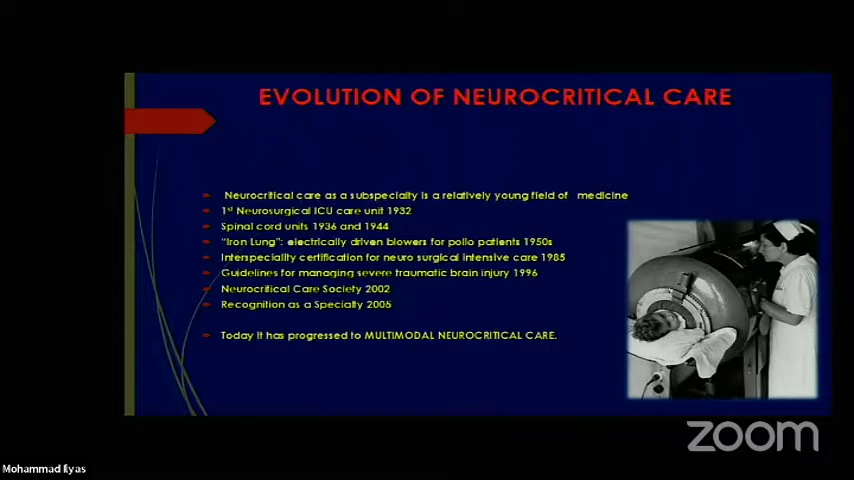 EVOLUTION OF NEUROCRITICAL CARE
Neurocritical care as a subspecialty is a relatively young field of medicine
1st Neurosurgical ICU care unit 1932
Spinal cord units 1936 and 1944
"Iron Lung": electrically driven blowers for polio patients 1950s
Interspeciality certification for neuro surgical intensive care 1985
Guidelines for managing severe traumatic brain injury 1996
Neurocritical Care Society 2002
Recognition as a Specialty 2005
Today it has progressed to MULTIMODAL NEUROCRITICAL CARE.
zoom
Mohammad Ilyas